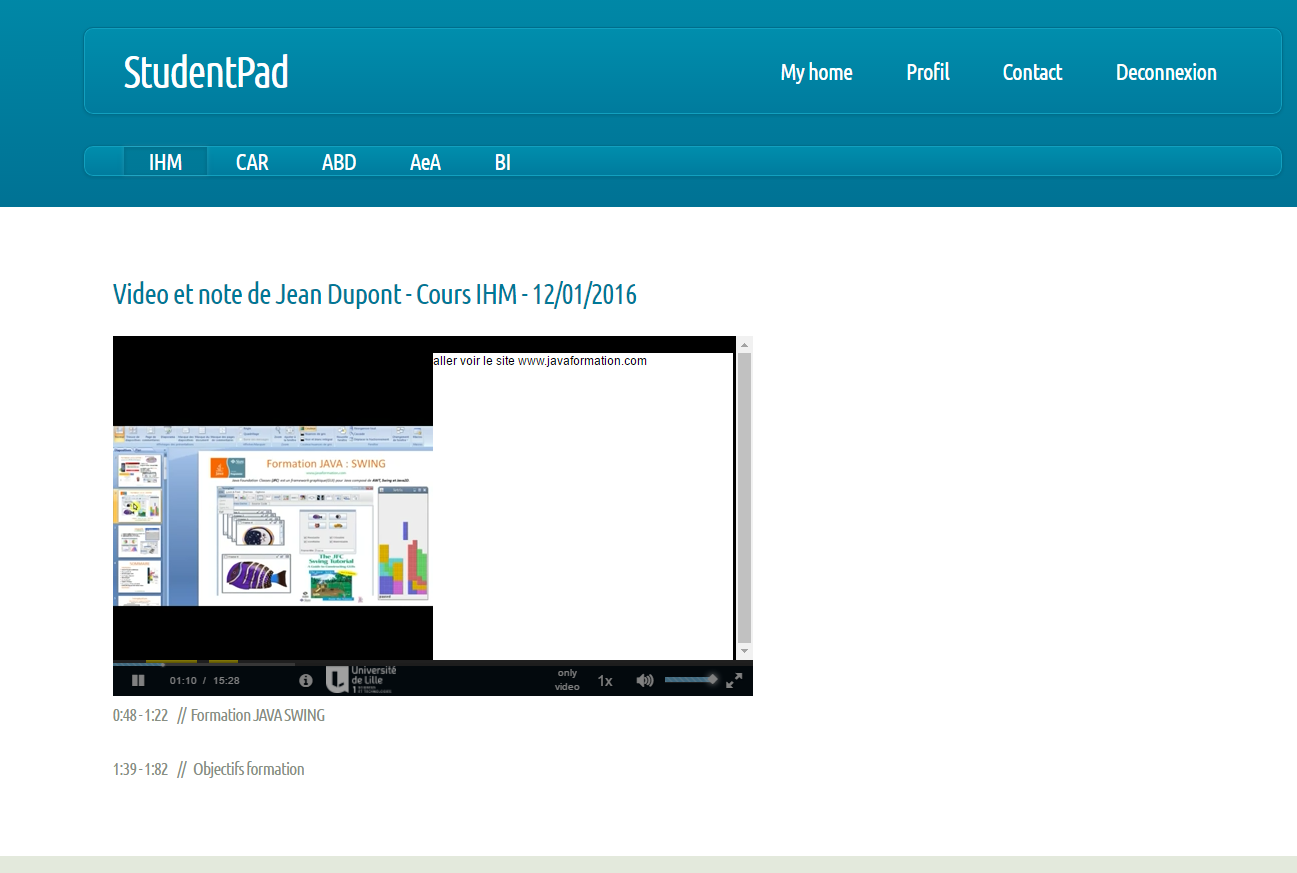 StudentPad
My home Profil Contact Deconnexion
IHM CAR ABD AeA BI
Video et note de Jean Dupont - Cours IHM - 12/01/2016
aller voir le site www.javaformation.com
Formation JAVA : SWING
The JFC
Swing Tutorial
01:10 / 15:28
Université
de Lille
1
only
video
1x
0:48 - 1:22 // Formation JAVA SWING
1:39 - 1:82 // Objectifs formation